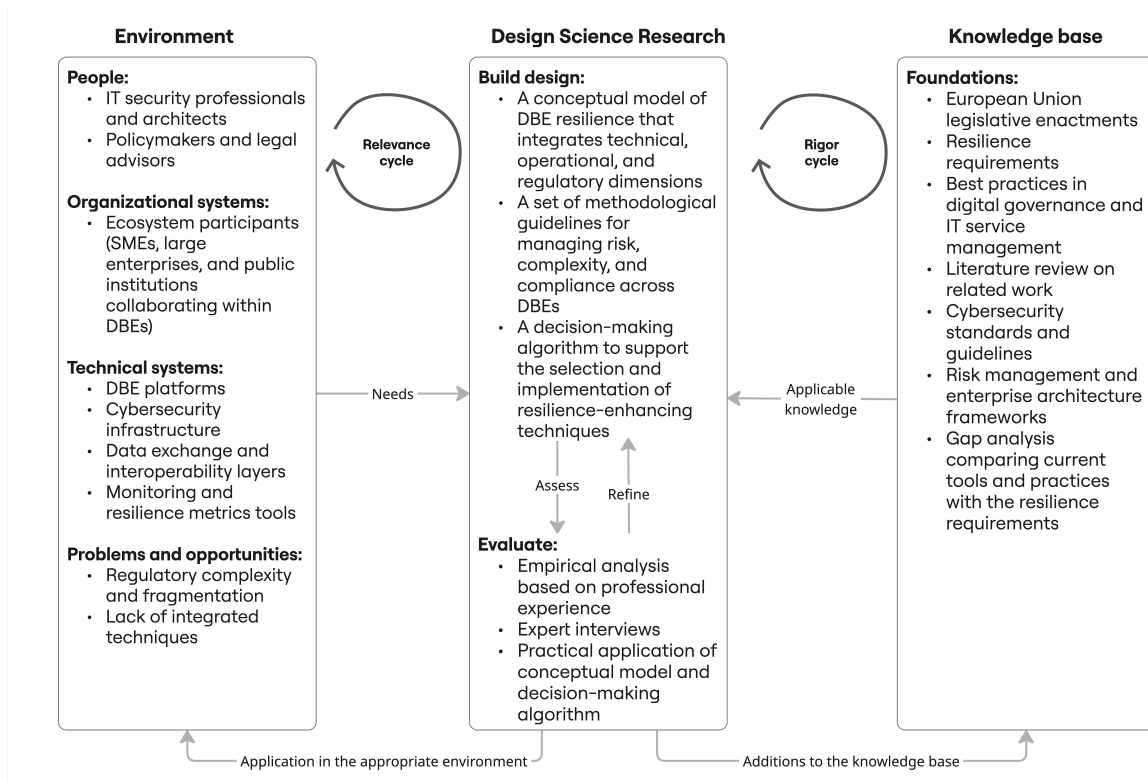 Environment
People:
• IT security professionals
and architects
• Policymakers and legal
advisors
Organizational systems:
• Ecosystem participants
(SMEs, large
enterprises, and public
institutions
collaborating within
DBEs)
Technical systems:
• DBE platforms
• Cybersecurity
infrastructure
• Data exchange and
interoperability layers
• Monitoring and
resilience metrics tools
Problems and opportunities:
• Regulatory complexity
and fragmentation
• Lack of integrated
techniques
Relevance
cycle
Needs
Design Science Research
Build design:
• A conceptual model of
DBE resilience that
integrates technical,
operational, and
regulatory dimensions
• A set of methodological
guidelines for
managing risk,
complexity, and
compliance across
DBEs
• A decision-making
algorithm to support
the selection and
implementation of
resilience-enhancing
techniques
Assess
Refine
Evaluate:
• Empirical analysis
based on professional
experience
• Expert interviews
• Practical application of
conceptual model and
decision-making
algorithm
Rigor
cycle
Applicable
knowledge
Knowledge base
Foundations:
• European Union
legislative enactments
• Resilience
requirements
• Best practices in
digital governance and
IT service
management
• Literature review on
related work
• Cybersecurity
standards and
guidelines
• Risk management and
enterprise architecture
frameworks
• Gap analysis
comparing current
tools and practices
with the resilience
requirements
Application in the appropriate environment
Additions to the knowledge base